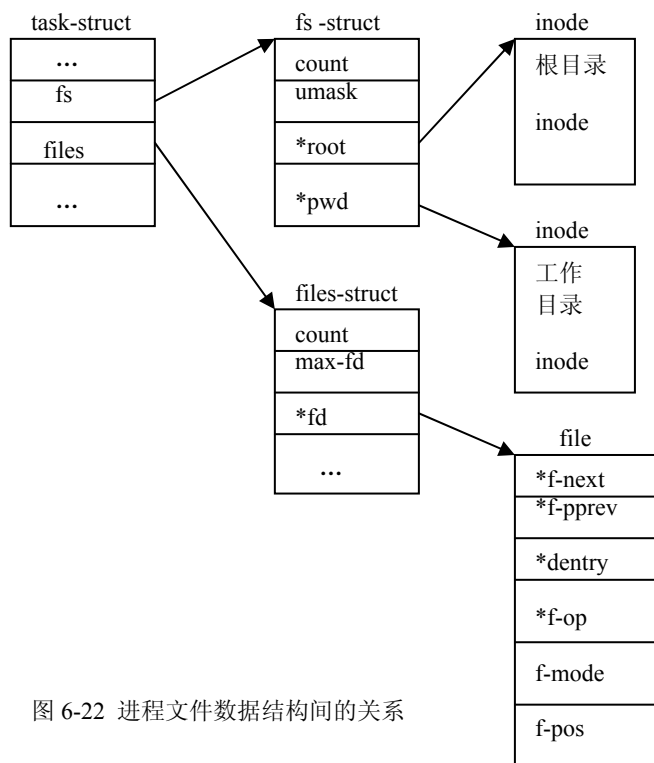 task-struct
...
fs
files
...
fs -struct
count
umask
*root
*pwd
inode
根目录
inode
inode
工作
目录
inode
files-struct
count
max-fd
*fd
...
file
*f-next
*f-pprev
*dentry
*f-op
f-mode
f-pos
图 6-22 进程文件数据结构间的关系